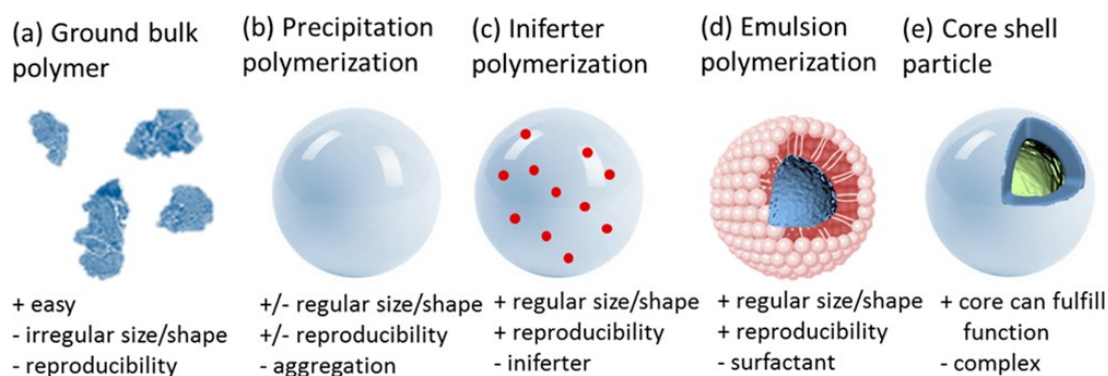 (a) Ground bulk
polymer
(b) Precipitation
polymerization
(c) Iniferter
polymerization
(d) Emulsion
polymerization
(e) Core shell
particle
+ easy
- irregular size/shape
- reproducibility
+/- regular size/shape
+/- reproducibility
- aggregation
+ regular size/shape
+ reproducibility
- iniferter
+ regular size/shape
+ reproducibility
- surfactant
+ core can fulfill
function
- complex